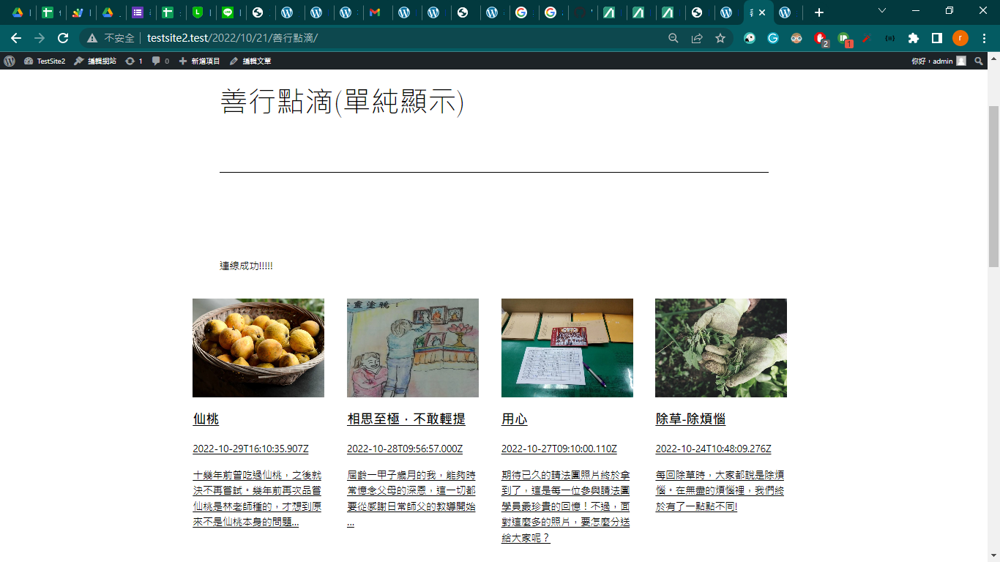 不安全 testsite2.test/2022/10/21/善行點滴/
2
1
TestSite2 編輯網站 1 0 新增項目 編輯文章 你好，admin
善行點滴(單純顯示)
連線成功!!!!!
重塗鴉：
仙桃
2022-10-29T16:10:35.907Z
十幾年前曾吃過仙桃，之後就
決不再嘗試。幾年前再次品嘗
仙桃是林老師種的，才想到原
來不是仙桃本身的問題...
相思至極．不敢輕提
2022-10-28T09:56:57.000Z
屆齡一甲子歲月的我，能夠時
常憶念父母的深恩，這一切都
要從感謝日常師父的教導開始
...
用心
2022-10-27T09:10:00.110Z
期待已久的請法團照片終於拿
到了，這是每一位參與請法團
學員最珍貴的回憶！不過，面
對這麼多的照片，要怎麼分送
給大家呢？
除草-除煩惱
2022-10-24T10:48:09.276Z
每回除草時，大家都說是除煩
惱。在無盡的煩惱裡，我們終
於有了一點點不同!